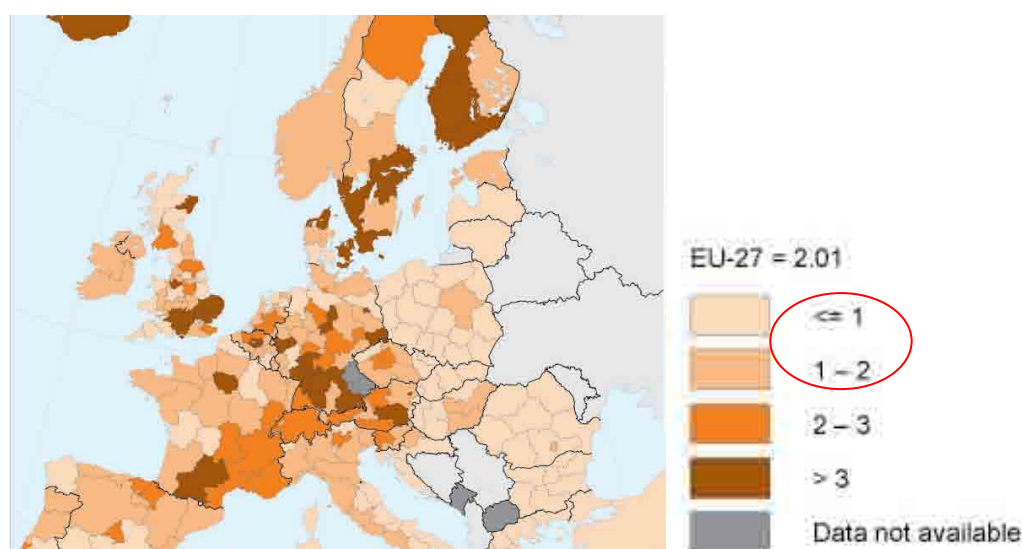 EU-27 = 2.01
<= 1
1 – 2
2 – 3
> 3
Data not available